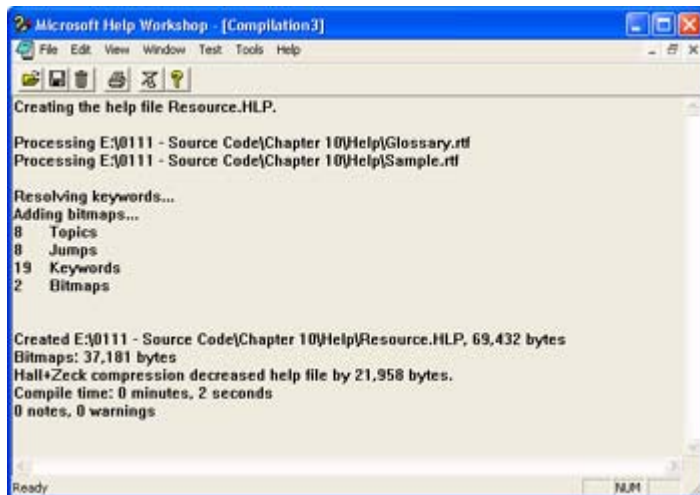 Microsoft Help Workshop - [Compilation3]
File Edit View Window Test Tools Help
Creating the help file Resource.HLP.
Processing E:\0111 - Source Code\Chapter 10\Help\Glossary.rtf
Processing E:\0111 - Source Code\Chapter 10\Help\Sample.rtf
Resolving keywords...
Adding bitmaps...
8 Topics
8 Jumps
19 Keywords
2 Bitmaps
Created E:\0111 - Source Code\Chapter 10\Help\Resource.HLP, 69,432 bytes
Bitmaps: 37,181 bytes
Hall+Zeck compression decreased help file by 21,958 bytes.
Compile time: 0 minutes, 2 seconds
0 notes, 0 warnings
Ready NUM